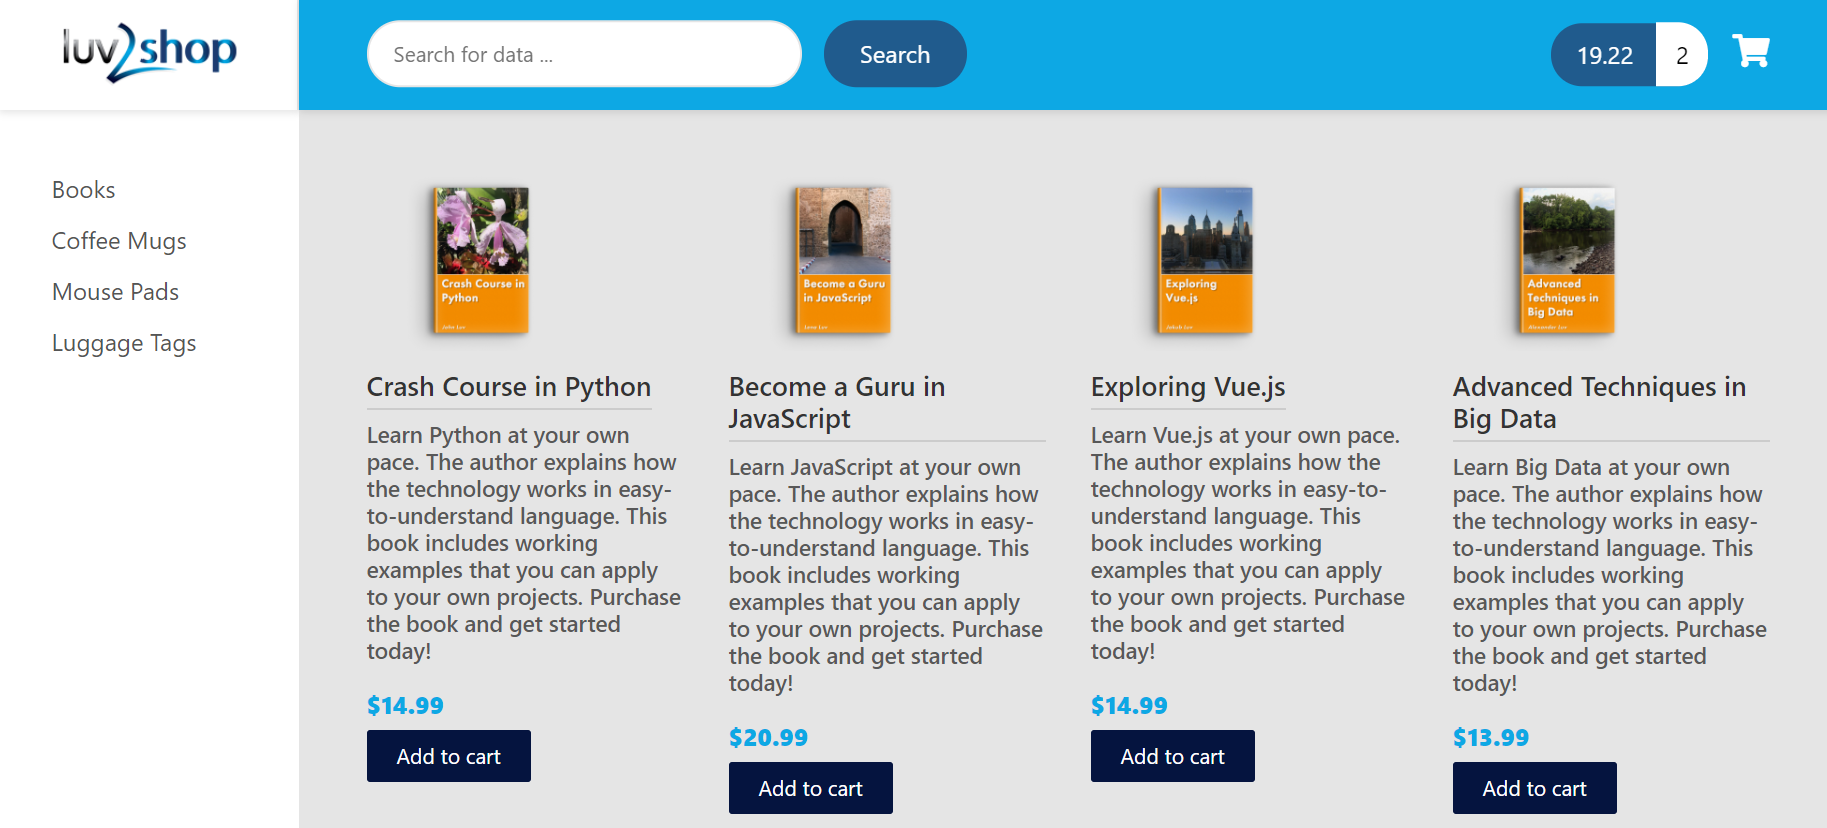 luv2shop
Search for data ...
Search
19.22
2
Books
Coffee Mugs
Mouse Pads
Luggage Tags
Crash Course in
Python
John Luv
Crash Course in Python
Learn Python at your own
pace. The author explains how
the technology works in easy-
to-understand language. This
book includes working
examples that you can apply
to your own projects. Purchase
the book and get started
today!
$14.99
Add to cart
Become a Guru
in JavaScript
Become a Guru in
JavaScript
Learn JavaScript at your own
pace. The author explains how
the technology works in easy-
to-understand language. This
book includes working
examples that you can apply
to your own projects. Purchase
the book and get started
today!
$20.99
Add to cart
Exploring
Vue.js
Exploring Vue.js
Learn Vue.js at your own pace.
The author explains how the
technology works in easy-to-
understand language. This
book includes working
examples that you can apply
to your own projects. Purchase
the book and get started
today!
$14.99
Add to cart
Advanced
Techniques in
Big Data
Alexander Luv
Advanced Techniques in
Big Data
Learn Big Data at your own
pace. The author explains how
the technology works in easy-
to-understand language. This
book includes working
examples that you can apply
to your own projects. Purchase
the book and get started
today!
$13.99
Add to cart